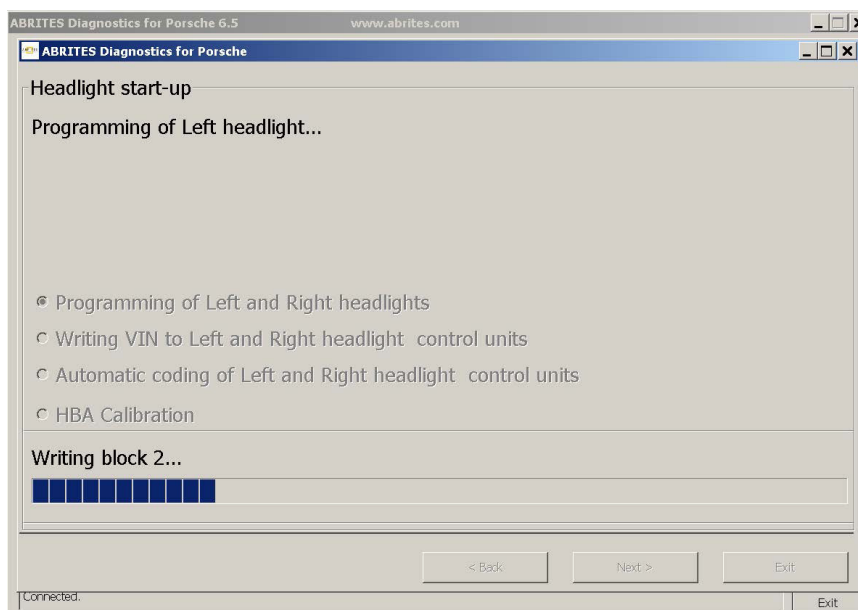 ABRITES Diagnostics for Porsche 6.5 www.abrites.com
ABRITES Diagnostics for Porsche
Headlight start-up
Programming of Left headlight...
Programming of Left and Right headlights
Writing VIN to Left and Right headlight control units
Automatic coding of Left and Right headlight control units
HBA Calibration
Writing block 2...
< Back Next > Exit
Connected. Exit